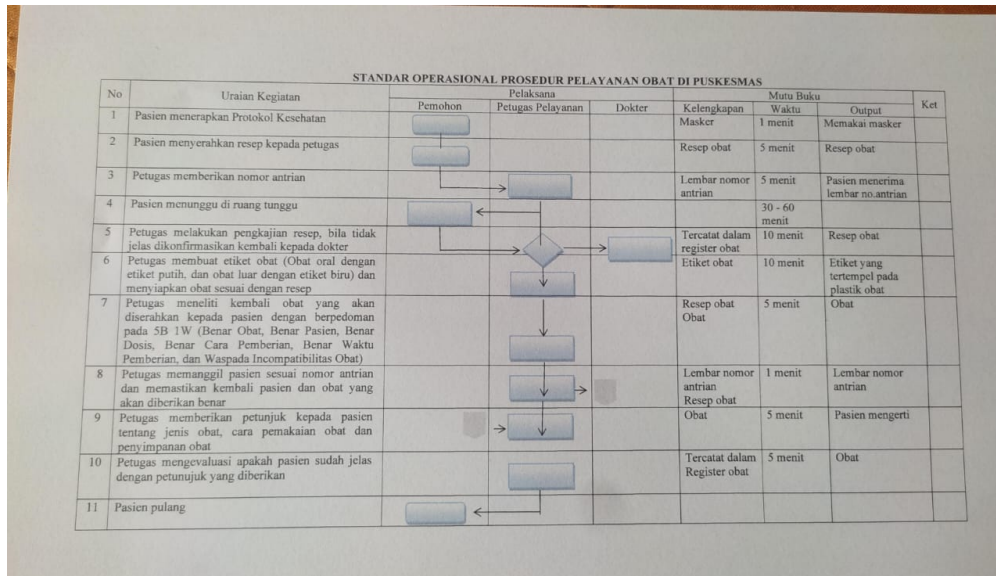 STANDAR OPERASIONAL PROSEDUR PELAYANAN OBAT DI PUSKESMAS
No Uraian Kegiatan Pelaksana Mutu Buku Ket
Pemohon Petugas Pelayanan Dokter Kelengkapan Waktu Output
1 Pasien menerapkan Protokol Kesehatan Masker 1 menit Memakai masker
2 Pasien menyerahkan resep kepada petugas Resep obat 5 menit Resep obat
3 Petugas memberikan nomor antrian Lembar nomor 5 menit Pasien menerima
antrian lembar no.antrian
4 Pasien menunggu di ruang tunggu 30 - 60
menit
5 Petugas melakukan pengkajian resep, bila tidak Tercatat dalam 10 menit Resep obat
jelas dikonfirmasikan kembali kepada dokter register obat
6 Petugas membuat etiket obat (Obat oral dengan Etiket obat 10 menit Etiket yang
etiket putih, dan obat luar dengan etiket biru) dan tertempel pada
menyiapkan obat sesuai dengan resep plastik obat
7 Petugas meneliti kembali obat yang akan Resep obat 5 menit Obat
diserahkan kepada pasien dengan berpedoman Obat
pada 5B 1W (Benar Obat, Benar Pasien, Benar
Dosis, Benar Cara Pemberian, Benar Waktu
Pemberian, dan Waspada Incompatibilitas Obat)
8 Petugas memanggil pasien sesuai nomor antrian Lembar nomor 1 menit Lembar nomor
dan memastikan kembali pasien dan obat yang antrian antrian
akan diberikan benar Resep obat
9 Petugas memberikan petunjuk kepada pasien Obat 5 menit Pasien mengerti
tentang jenis obat, cara pemakaian obat dan
penyimpanan obat
10 Petugas mengevaluasi apakah pasien sudah jelas Tercatat dalam 5 menit Obat
dengan petunujuk yang diberikan Register obat
11 Pasien pulang